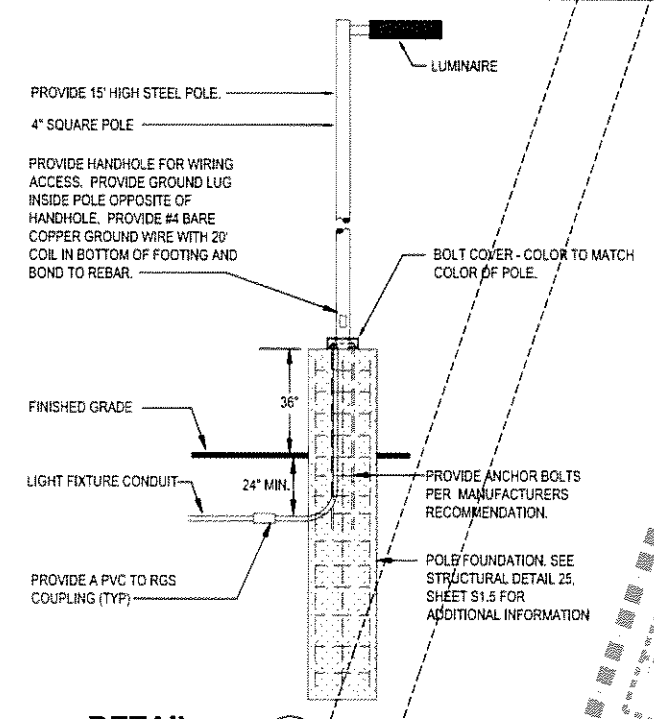 LUMINAIRE
PROVIDE 15' HIGH STEEL POLE.
4" SQUARE POLE
PROVIDE HANDHOLE FOR WIRING
ACCESS. PROVIDE GROUND LUG
INSIDE POLE OPPOSITE OF
HANDHOLE. PROVIDE #4 BARE
COPPER GROUND WIRE WITH 20'
COIL IN BOTTOM OF FOOTING AND
BOND TO REBAR.
BOLT COVER - COLOR TO MATCH
COLOR OF POLE.
36"
FINISHED GRADE
24" MIN.
LIGHT FIXTURE CONDUIT
PROVIDE ANCHOR BOLTS
PER MANUFACTURERS
RECOMMENDATION.
PROVIDE A PVC TO RGS
COUPLING (TYP)
POLE FOUNDATION. SEE
STRUCTURAL DETAIL 25,
SHEET S1.5 FOR
ADDITIONAL INFORMATION
DETAIL